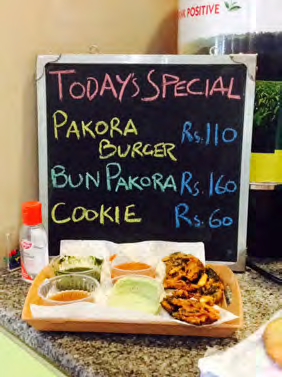 POSITIVE
TODAY'S SPECIAL
PAKORA
BURGER Rs.110
BUN PAKORA Rs.160
COOKIE Rs.60